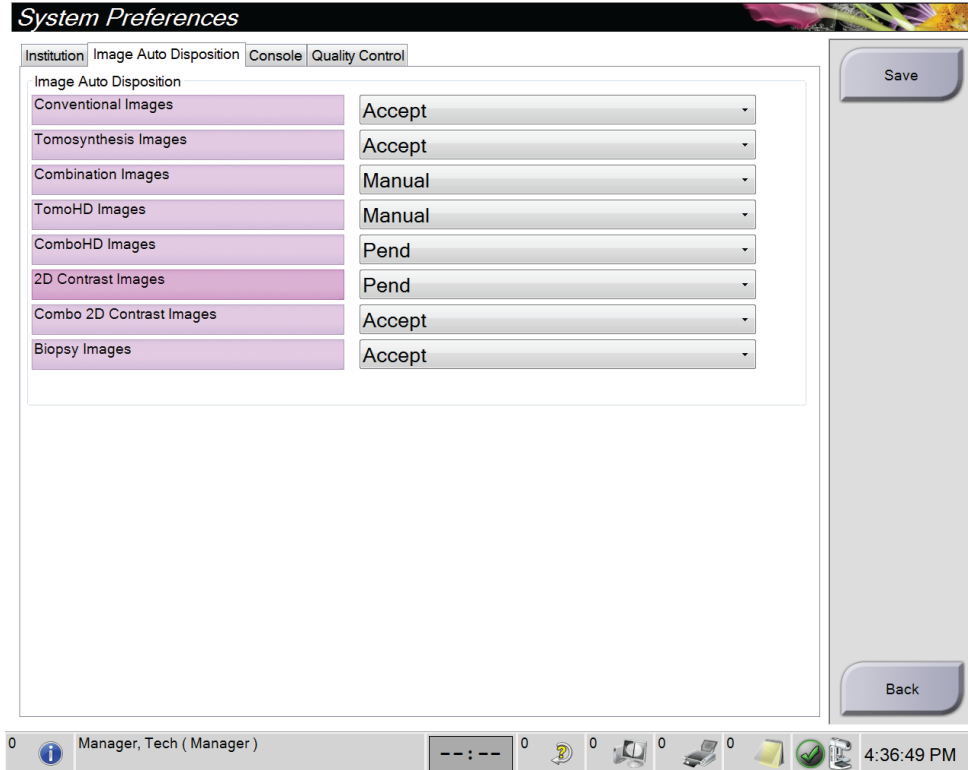 System Preferences
Institution Image Auto Disposition Console Quality Control
Save
Image Auto Disposition
Conventional Images Accept
Tomosynthesis Images Accept
Combination Images Manual
TomoHD Images Manual
ComboHD Images Pend
2D Contrast Images Pend
Combo 2D Contrast Images Accept
Biopsy Images Accept
Back
0 Manager, Tech ( Manager ) --:-- 0 0 0 0 4:36:49 PM